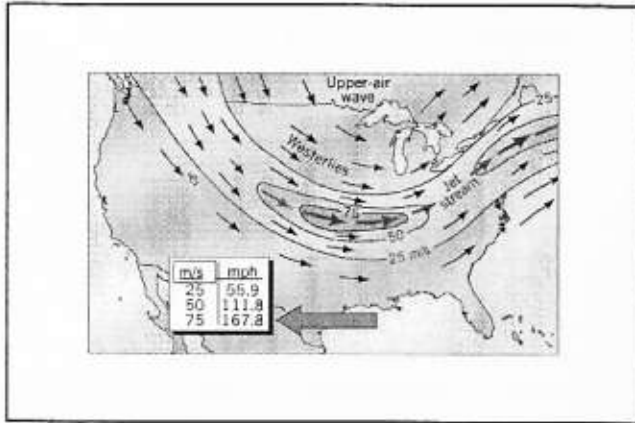 Upper-air
wave
25
Westerlies
Jet
stream
75
50
25 m/s
m/s mph
25 55.9
50 111.8
75 167.8